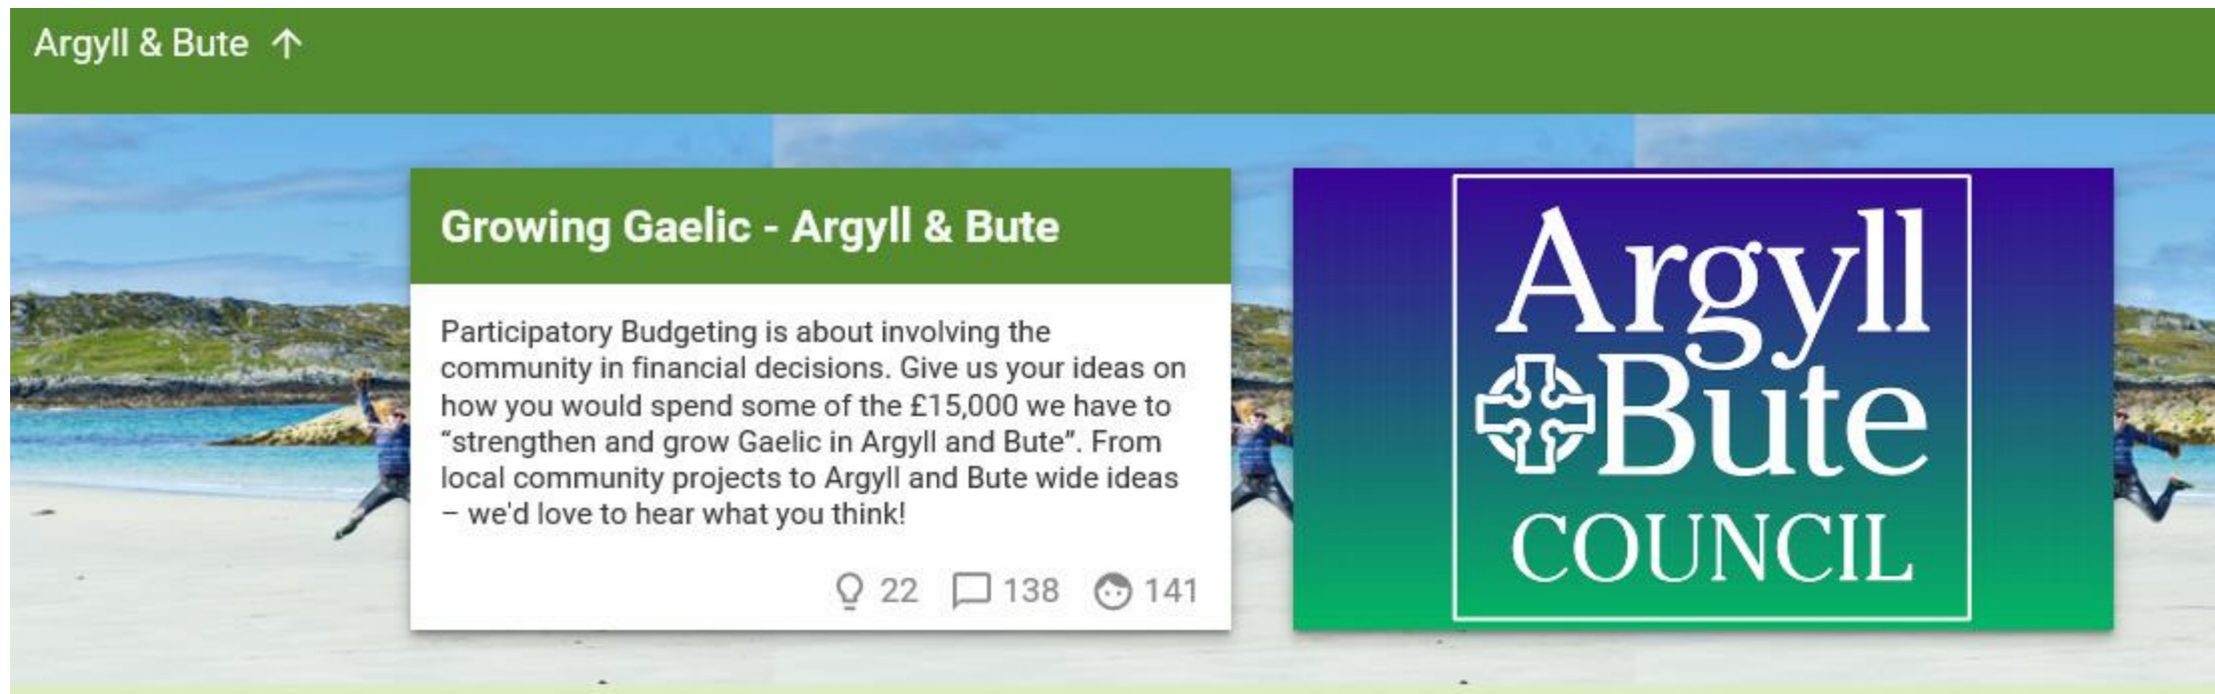 Argyll & Bute ↑
Growing Gaelic - Argyll & Bute
Participatory Budgeting is about involving the
community in financial decisions. Give us your ideas on
how you would spend some of the £15,000 we have to
“strengthen and grow Gaelic in Argyll and Bute”. From
local community projects to Argyll and Bute wide ideas
– we'd love to hear what you think!
22 138 141
Argyll
Bute
COUNCIL